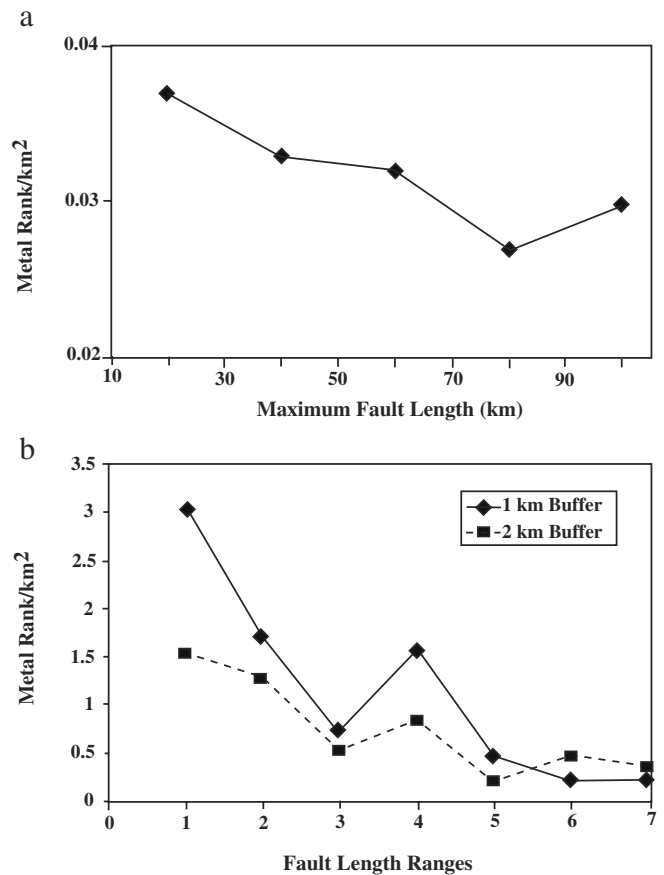 a
0.04
0.03
0.02
Metal Rank/km²
10 30 50 70 90
Maximum Fault Length (km)
b
3.5
3
2.5
2
1.5
1
0.5
0
Metal Rank/km²
1 km Buffer
2 km Buffer
0 1 2 3 4 5 6 7
Fault Length Ranges